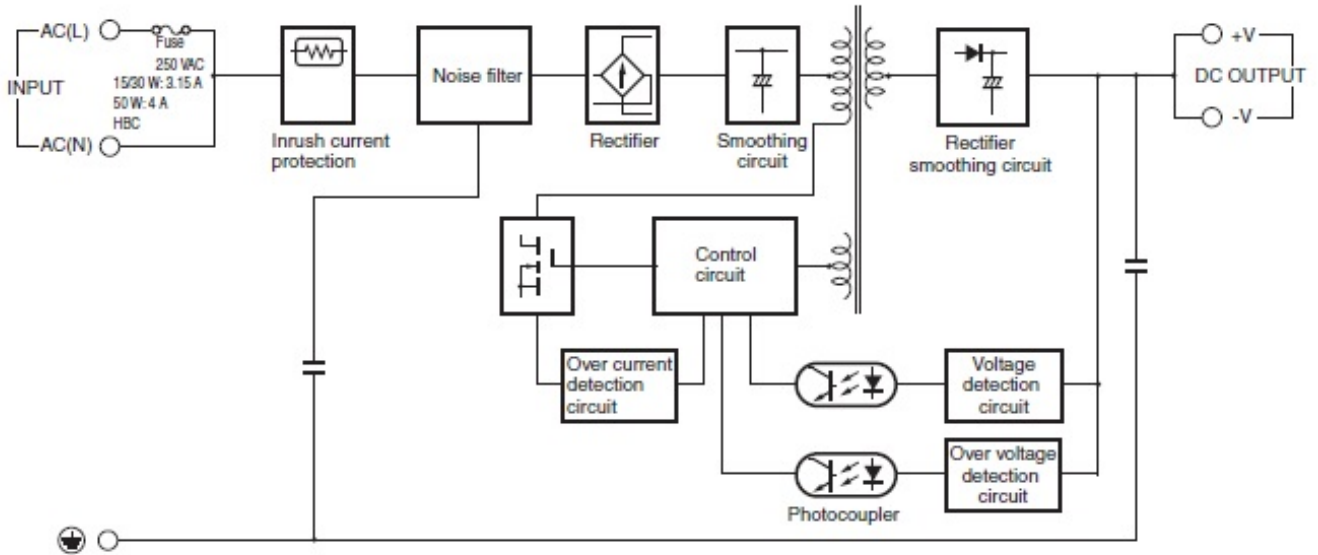 AC(L)
Fuse
250 VAC
15/30 W: 3.15 A
50 W: 4 A
HBC
INPUT
AC(N)
Inrush current
protection
Noise filter
Rectifier
Smoothing
circuit
Rectifier
smoothing circuit
+V
DC OUTPUT
-V
Control
circuit
Over current
detection
circuit
Voltage
detection
circuit
Over voltage
detection
circuit
Photocoupler